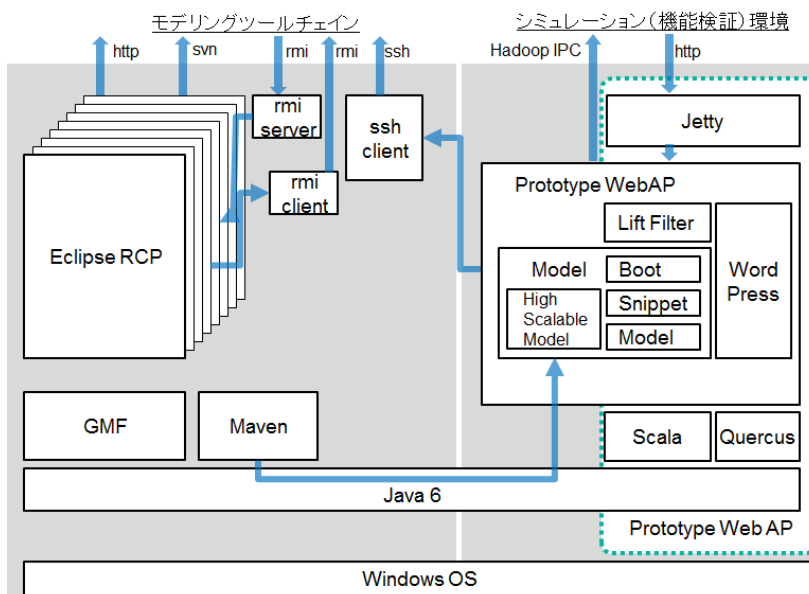 モデリングツールチェイン
シミュレーション(機能検証)環境
http
svn
rmi
rmi
ssh
Hadoop IPC
http
rmi
server
ssh
client
rmi
client
Eclipse RCP
Jetty
Prototype WebAP
Lift Filter
Model
Boot
High
Scalable
Model
Snippet
Model
Word
Press
GMF
Maven
Scala
Quercus
Java 6
Prototype Web AP
Windows OS